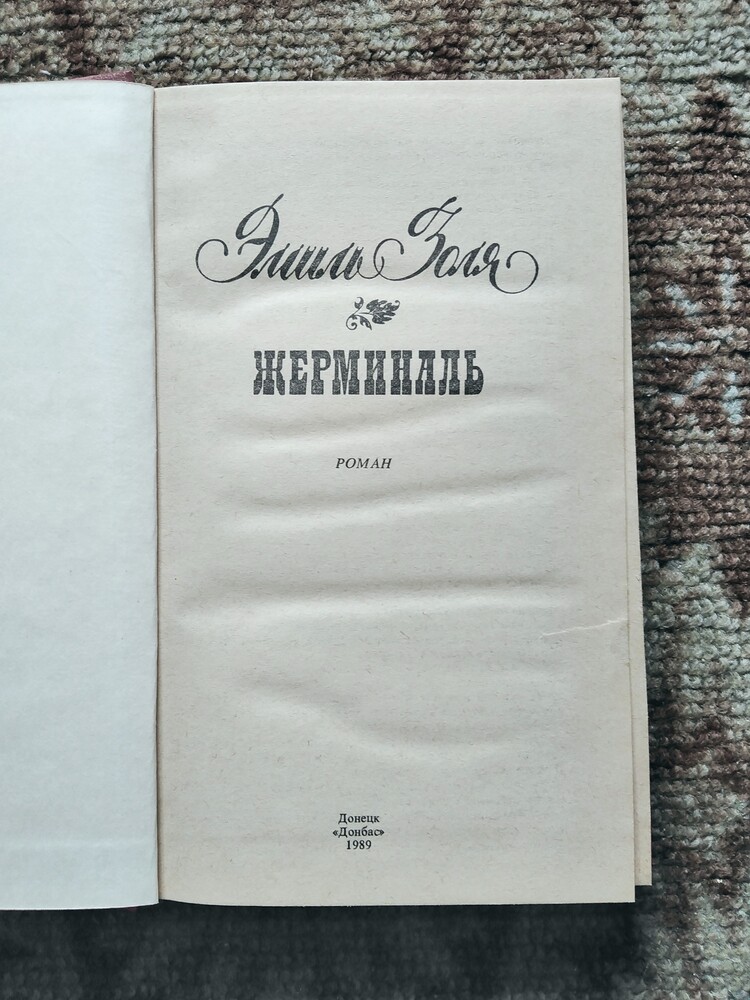 Эмиль Золя
ЖЕРМИНАЛЬ
РОМАН
Донецк
«Донбас»
1989